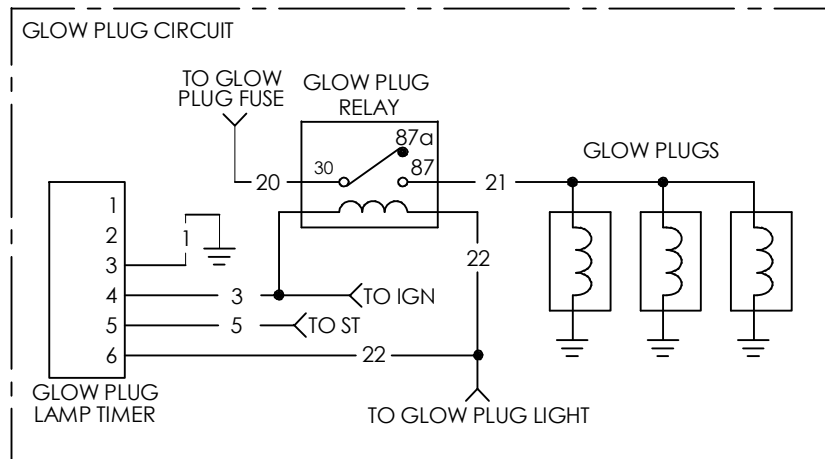 GLOW PLUG CIRCUIT
TO GLOW
PLUG FUSE
GLOW PLUG
RELAY
87a
30
87
20
21
GLOW PLUGS
1
2
3
4
5
6
1
22
3
TO IGN
5
TO ST
22
GLOW PLUG
LAMP TIMER
TO GLOW PLUG LIGHT